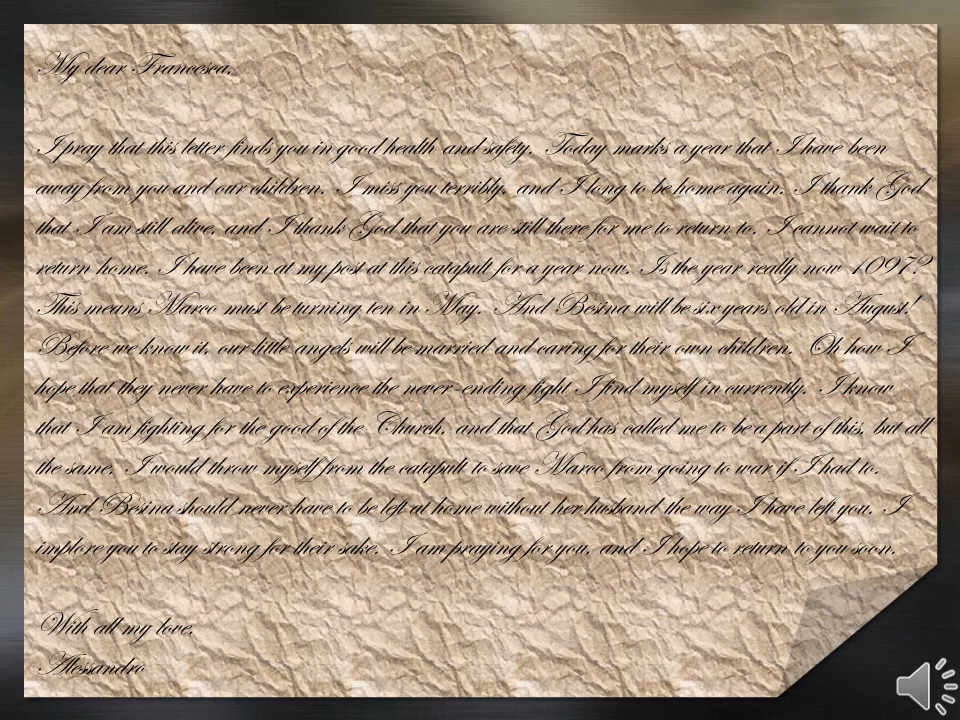 My dear Francesca,
I pray that this letter finds you in good health and safety. Today marks a year that I have been
away from you and our children. I miss you terribly, and I long to be home again. I thank God
that I am still alive, and I thank God that you are still there for me to return to. I cannot wait to
return home. I have been at my post at this catapult for a year now. Is the year really now 1097?
This means Marco must be turning ten in May. And Besina will be six years old in August!
Before we know it, our little angels will be married and caring for their own children. Oh how I
hope that they never have to experience the never-ending fight I find myself in currently. I know
that I am fighting for the good of the Church, and that God has called me to be a part of this, but all
the same, I would throw myself from the catapult to save Marco from going to war if I had to.
And Besina should never have to be left at home without her husband the way I have left you. I
implore you to stay strong for their sake. I am praying for you, and I hope to return to you soon.
With all my love,
Alessandro